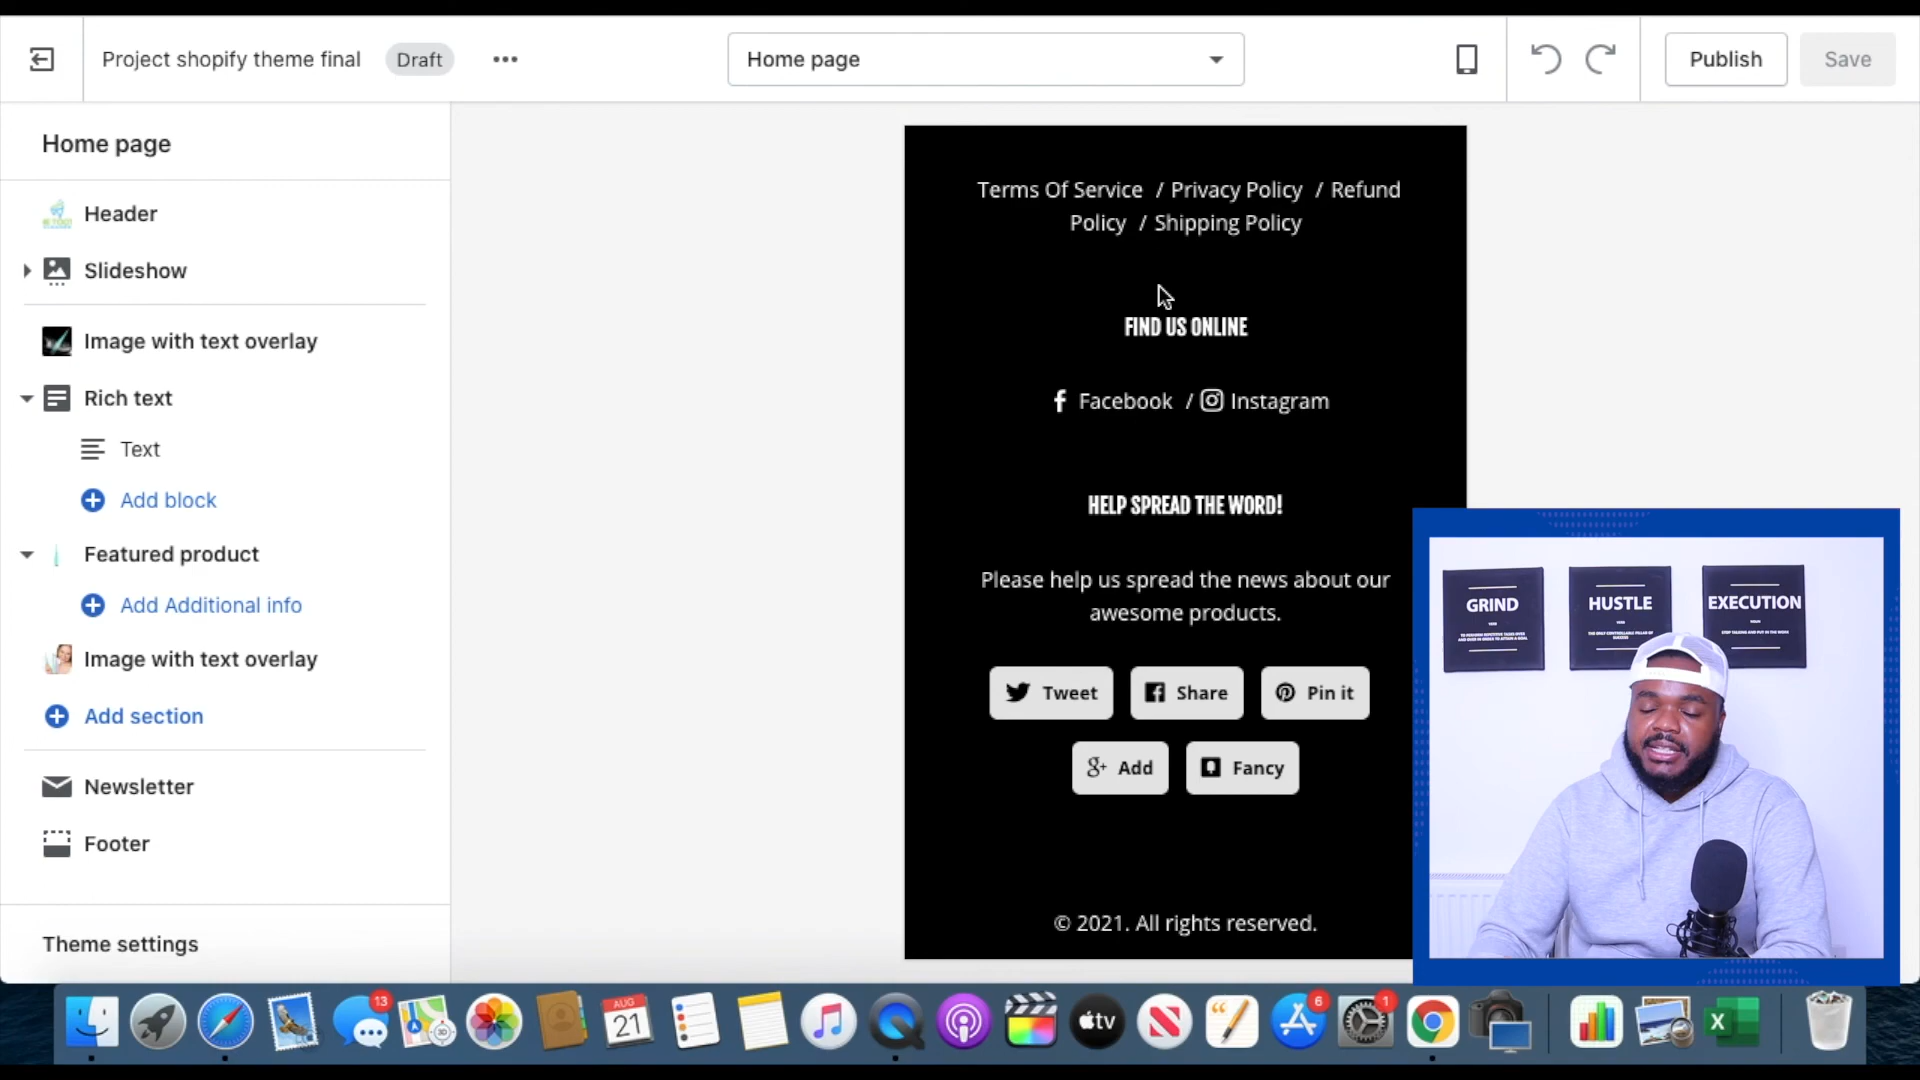 Project shopify theme final
Draft
Home page
Publish
Save
Home page
Header
Slideshow
Image with text overlay
Rich text
Text
Add block
Featured product
Add Additional info
Image with text overlay
Add section
Newsletter
Footer
Theme settings
Terms Of Service / Privacy Policy / Refund
Policy / Shipping Policy
FIND US ONLINE
Facebook / Instagram
HELP SPREAD THE WORD!
Please help us spread the news about our
awesome products.
Tweet
Share
Pin it
g+ Add
Fancy
© 2021. All rights reserved.
GRIND
HUSTLE
EXECUTION
13
3D
AUG
21
tv
6
1
X